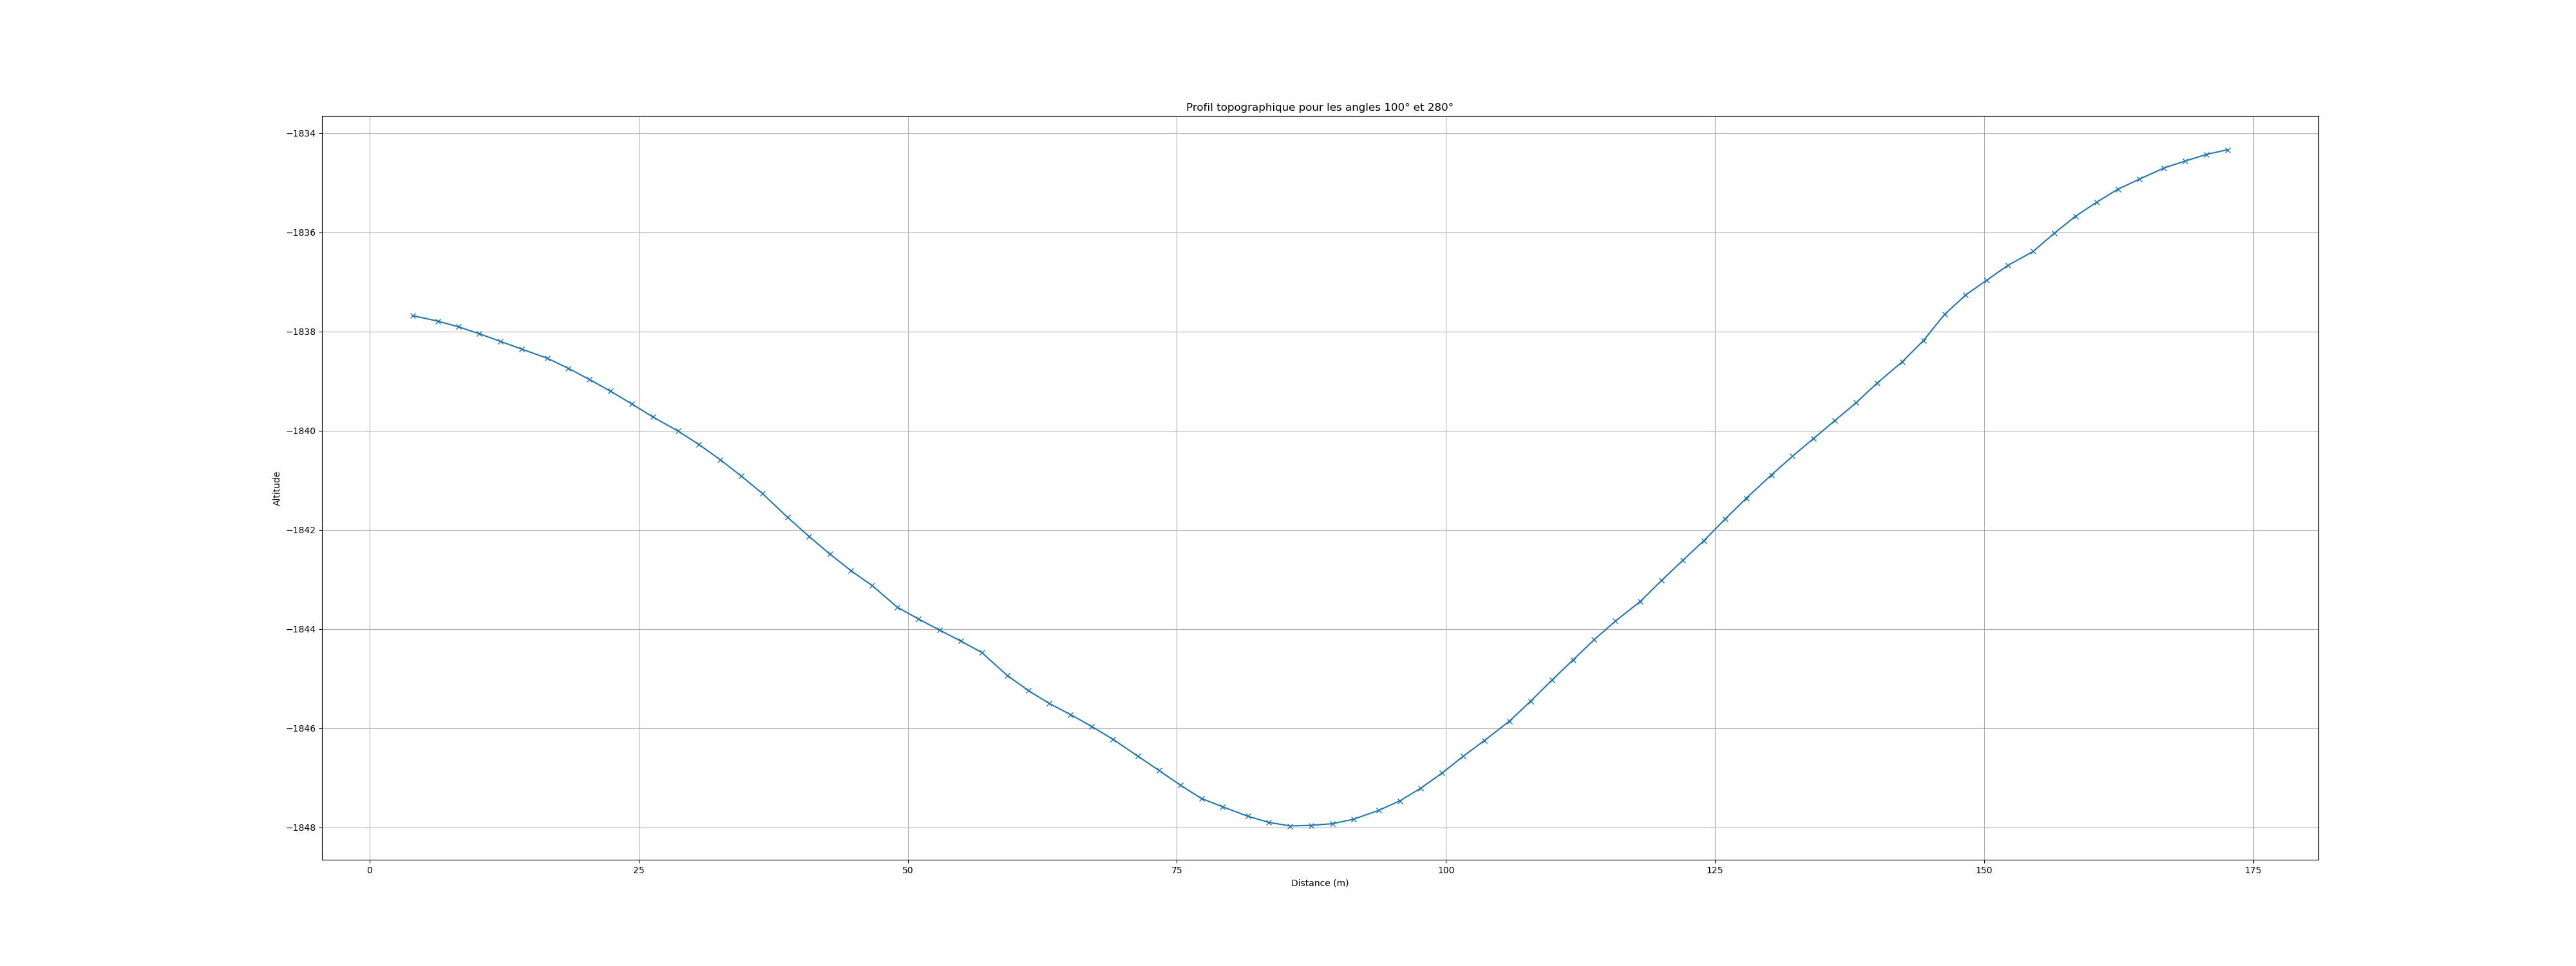 Profil topographique pour les angles 100° et 280°
−1834
−1836
−1838
−1840
−1842
−1844
−1846
−1848
Altitude
0 25 50 75 100 125 150 175
Distance (m)